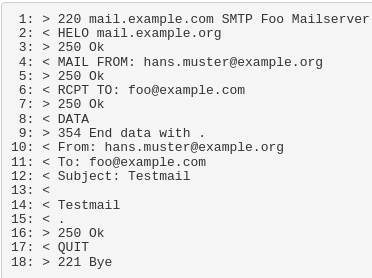 1: > 220 mail.example.com SMTP Foo Mailserver
2: < HELO mail.example.org
3: > 250 Ok
4: < MAIL FROM: hans.muster@example.org
5: > 250 Ok
6: < RCPT TO: foo@example.com
7: > 250 Ok
8: < DATA
9: > 354 End data with .
10: < From: hans.muster@example.org
11: < To: foo@example.com
12: < Subject: Testmail
13: <
14: < Testmail
15: < .
16: > 250 Ok
17: < QUIT
18: > 221 Bye